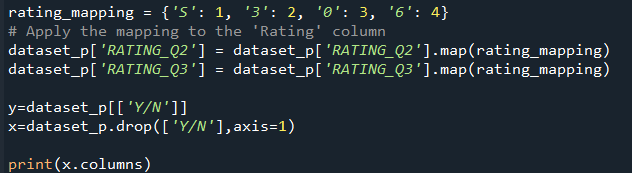 rating_mapping = {'S': 1, '3': 2, '0': 3, '6': 4}
# Apply the mapping to the 'Rating' column
dataset_p['RATING_Q2'] = dataset_p['RATING_Q2'].map(rating_mapping)
dataset_p['RATING_Q3'] = dataset_p['RATING_Q3'].map(rating_mapping)
y=dataset_p[['Y/N']]
x=dataset_p.drop(['Y/N'],axis=1)
print(x.columns)